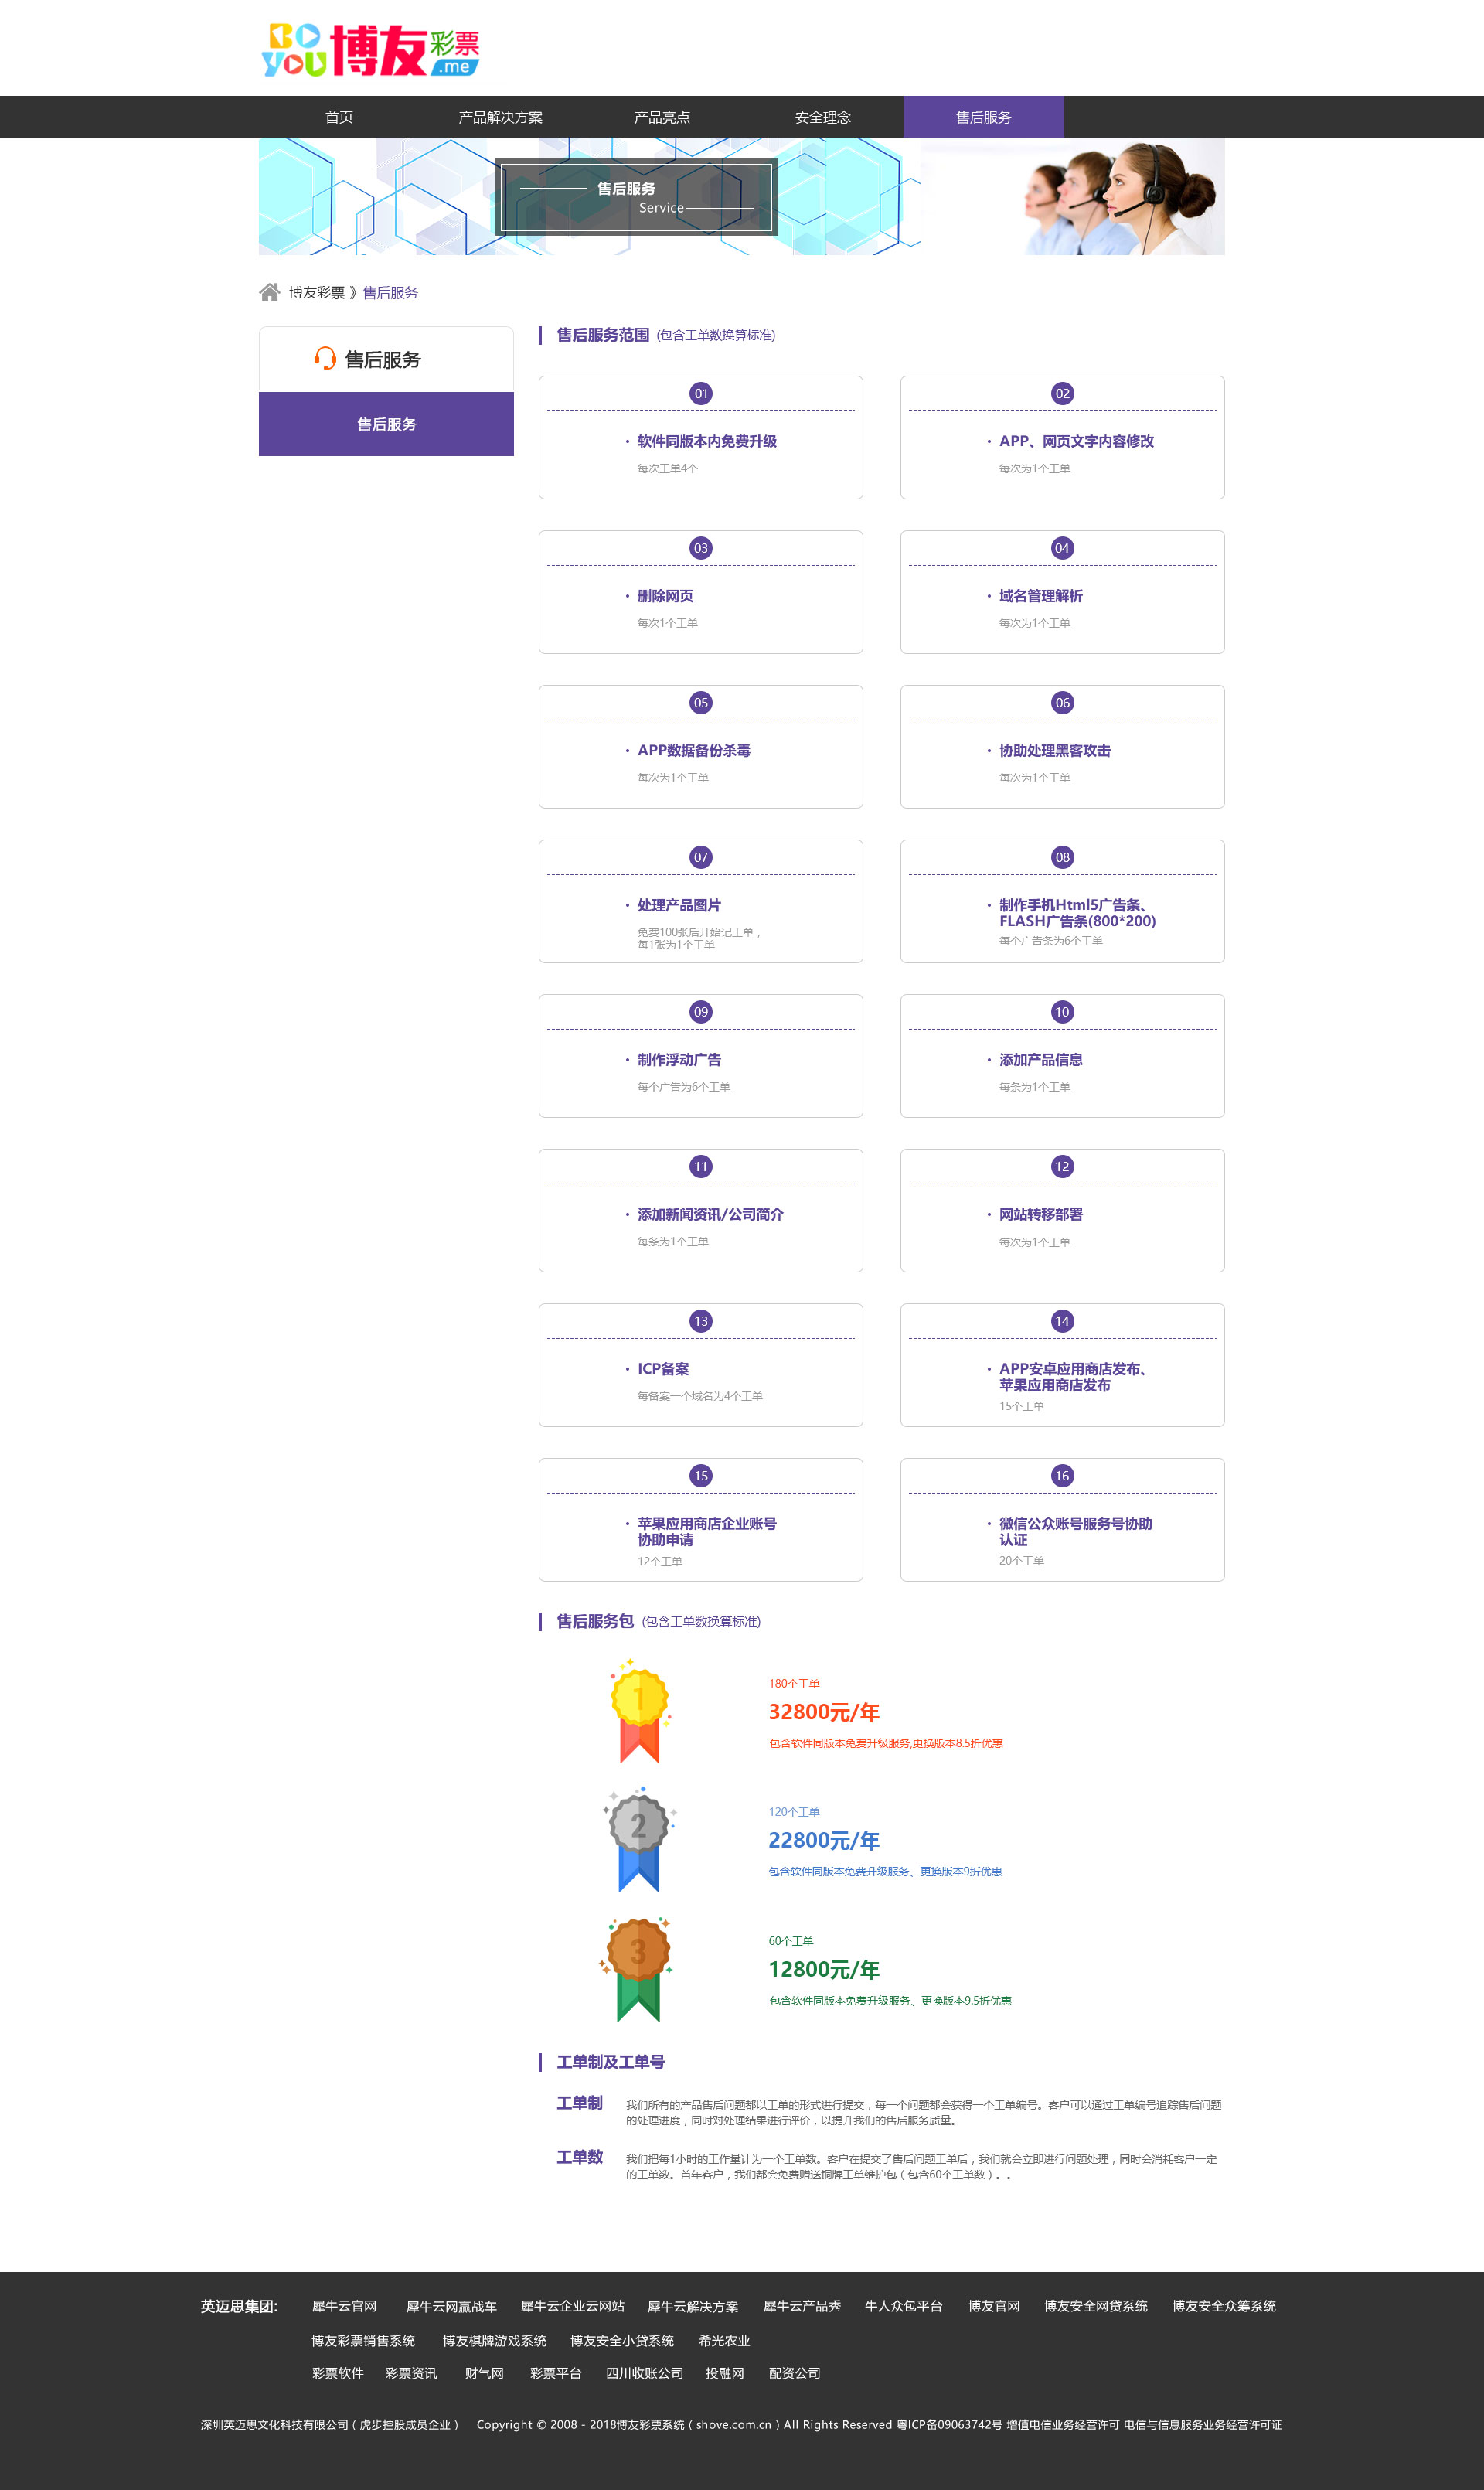 BO
YOU 博友彩票
.me
首页 产品解决方案 产品亮点 安全理念 售后服务
售后服务
Service
博友彩票 》售后服务
售后服务
售后服务
售后服务范围 (包含工单数换算标准)
01
· 软件同版本内免费升级
每次工单4个
02
· APP、网页文字内容修改
每次为1个工单
03
· 删除网页
每次1个工单
04
· 域名管理解析
每次为1个工单
05
· APP数据备份杀毒
每次为1个工单
06
· 协助处理黑客攻击
每次为1个工单
07
· 处理产品图片
免费100张后开始记工单，
每1张为1个工单
08
· 制作手机Html5广告条、
FLASH广告条(800*200)
每个广告条为6个工单
09
· 制作浮动广告
每个广告为6个工单
10
· 添加产品信息
每条为1个工单
11
· 添加新闻资讯/公司简介
每条为1个工单
12
· 网站转移部署
每次为1个工单
13
· ICP备案
每备案一个域名为4个工单
14
· APP安卓应用商店发布、
苹果应用商店发布
15个工单
15
· 苹果应用商店企业账号
协助申请
12个工单
16
· 微信公众账号服务号协助
认证
20个工单
售后服务包 (包含工单数换算标准)
1
180个工单
32800元/年
包含软件同版本免费升级服务,更换版本8.5折优惠
2
120个工单
22800元/年
包含软件同版本免费升级服务、更换版本9折优惠
3
60个工单
12800元/年
包含软件同版本免费升级服务、更换版本9.5折优惠
工单制及工单号
工单制
我们所有的产品售后问题都以工单的形式进行提交，每一个问题都会获得一个工单编号。客户可以通过工单编号追踪售后问题
的处理进度，同时对处理结果进行评价，以提升我们的售后服务质量。
工单数
我们把每1小时的工作量计为一个工单数。客户在提交了售后问题工单后，我们就会立即进行问题处理，同时会消耗客户一定
的工单数。首年客户，我们都会免费赠送铜牌工单维护包（包含60个工单数）。。
英迈思集团: 犀牛云官网 犀牛云网赢战车 犀牛云企业云网站 犀牛云解决方案 犀牛云产品秀 牛人众包平台 博友官网 博友安全网贷系统 博友安全众筹系统
博友彩票销售系统 博友棋牌游戏系统 博友安全小贷系统 希光农业
彩票软件 彩票资讯 财气网 彩票平台 四川收账公司 投融网 配资公司
深圳英迈思文化科技有限公司（虎步控股成员企业） Copyright © 2008 - 2018博友彩票系统（shove.com.cn）All Rights Reserved 粤ICP备09063742号 增值电信业务经营许可 电信与信息服务业务经营许可证